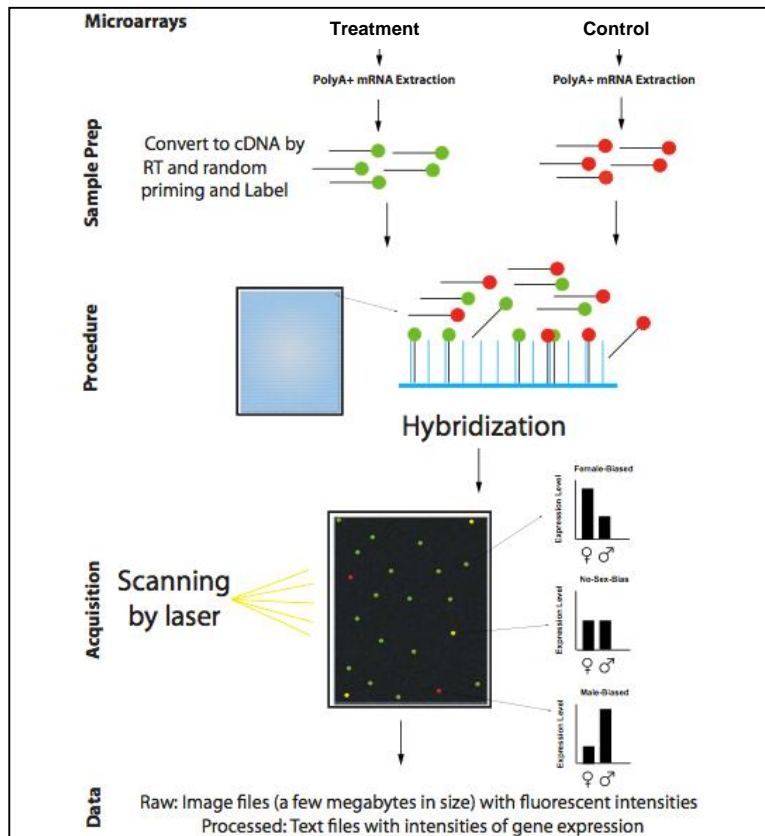 Microarrays
Treatment
Control
PolyA+ mRNA Extraction
PolyA+ mRNA Extraction
Sample Prep
Convert to cDNA by
RT and random
priming and Label
Procedure
Hybridization
Acquisition
Scanning
by laser
Female-Biased
Expression Level
♀ ♂
No-Sex-Bias
Expression Level
♀ ♂
Male-Biased
Expression Level
♀ ♂
Data
Raw: Image files (a few megabytes in size) with fluorescent intensities
Processed: Text files with intensities of gene expression